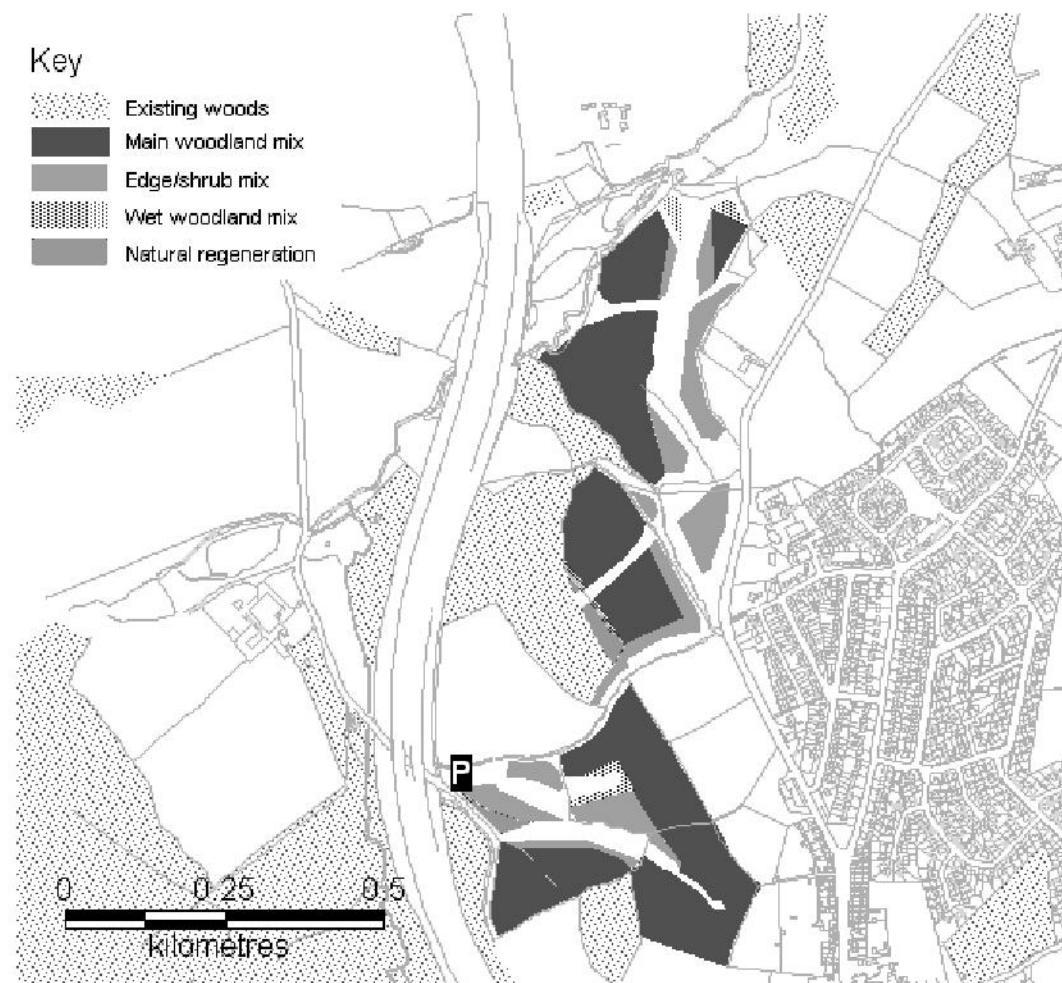 Key
Existing woods
Main woodland mix
Edge/shrub mix
Wet woodland mix
Natural regeneration
P
0 0.25 0.5
kilometres